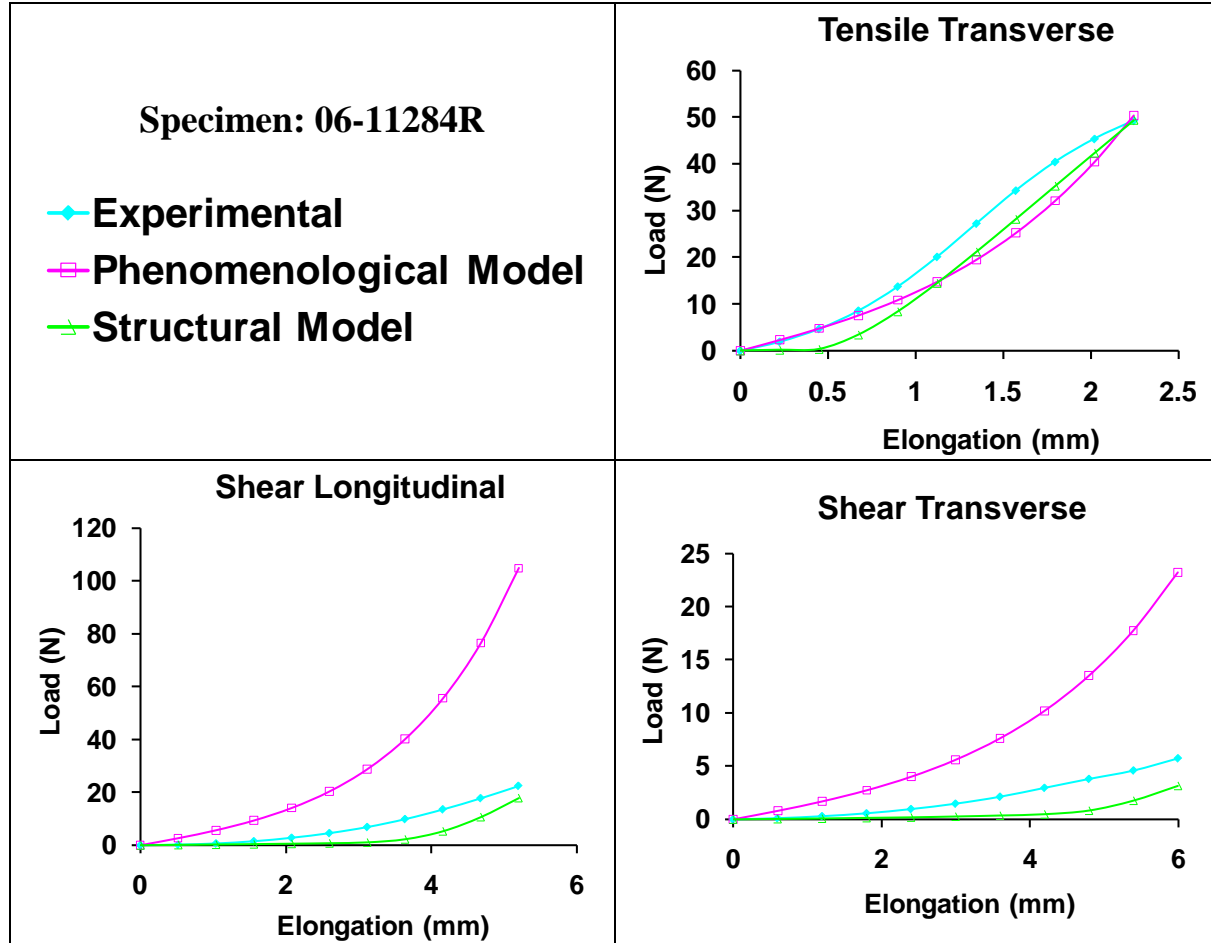 Specimen: 06-11284R
Experimental
Phenomenological Model
Structural Model
Tensile Transverse
60
50
40
30
20
10
0
Load (N)
0 0.5 1 1.5 2 2.5
Elongation (mm)
Shear Longitudinal
120
100
80
60
40
20
0
Load (N)
0 2 4 6
Elongation (mm)
Shear Transverse
25
20
15
10
5
0
Load (N)
0 2 4 6
Elongation (mm)